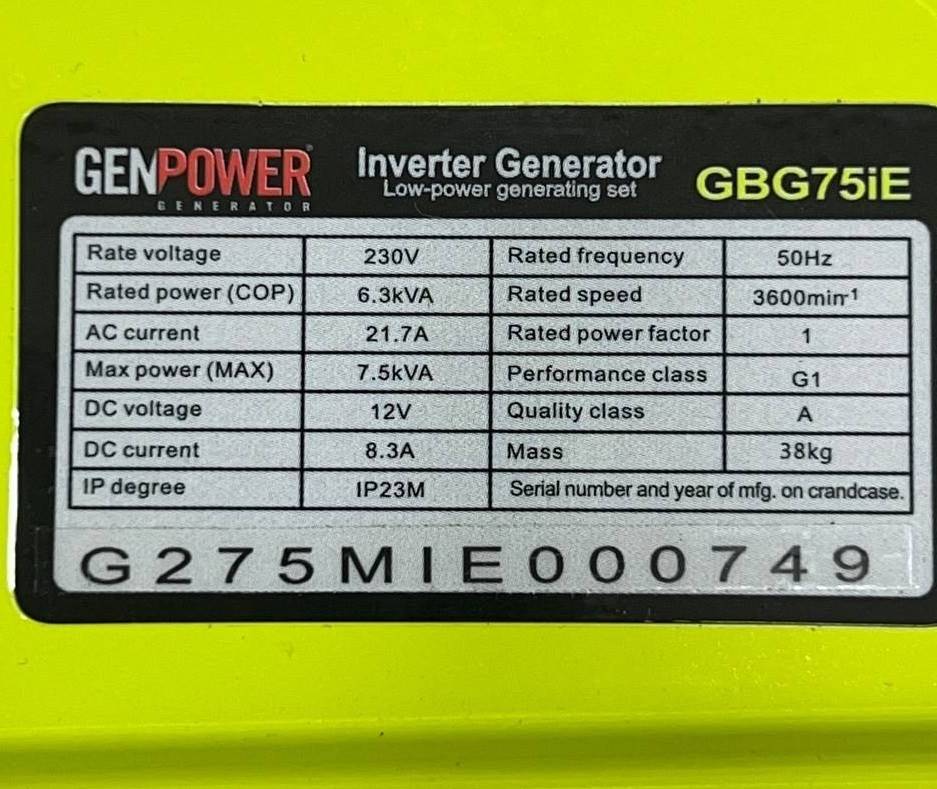 GENPOWER
GENERATOR
Inverter Generator
Low-power generating set
GBG75iE
Rate voltage 230V Rated frequency 50Hz
Rated power (COP) 6.3kVA Rated speed 3600min-1
AC current 21.7A Rated power factor 1
Max power (MAX) 7.5kVA Performance class G1
DC voltage 12V Quality class A
DC current 8.3A Mass 38kg
IP degree IP23M Serial number and year of mfg. on crandcase.
G275MIE000749